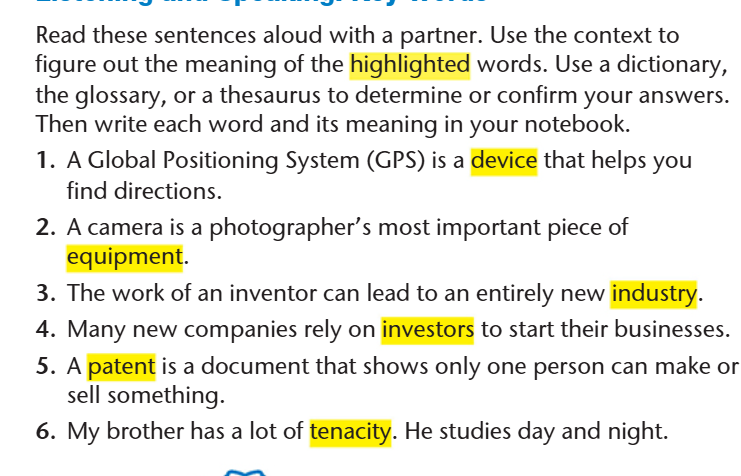 Read these sentences aloud with a partner. Use the context to
figure out the meaning of the highlighted words. Use a dictionary,
the glossary, or a thesaurus to determine or confirm your answers.
Then write each word and its meaning in your notebook.
1. A Global Positioning System (GPS) is a device that helps you
find directions.
2. A camera is a photographer's most important piece of
equipment.
3. The work of an inventor can lead to an entirely new industry.
4. Many new companies rely on investors to start their businesses.
5. A patent is a document that shows only one person can make or
sell something.
6. My brother has a lot of tenacity. He studies day and night.